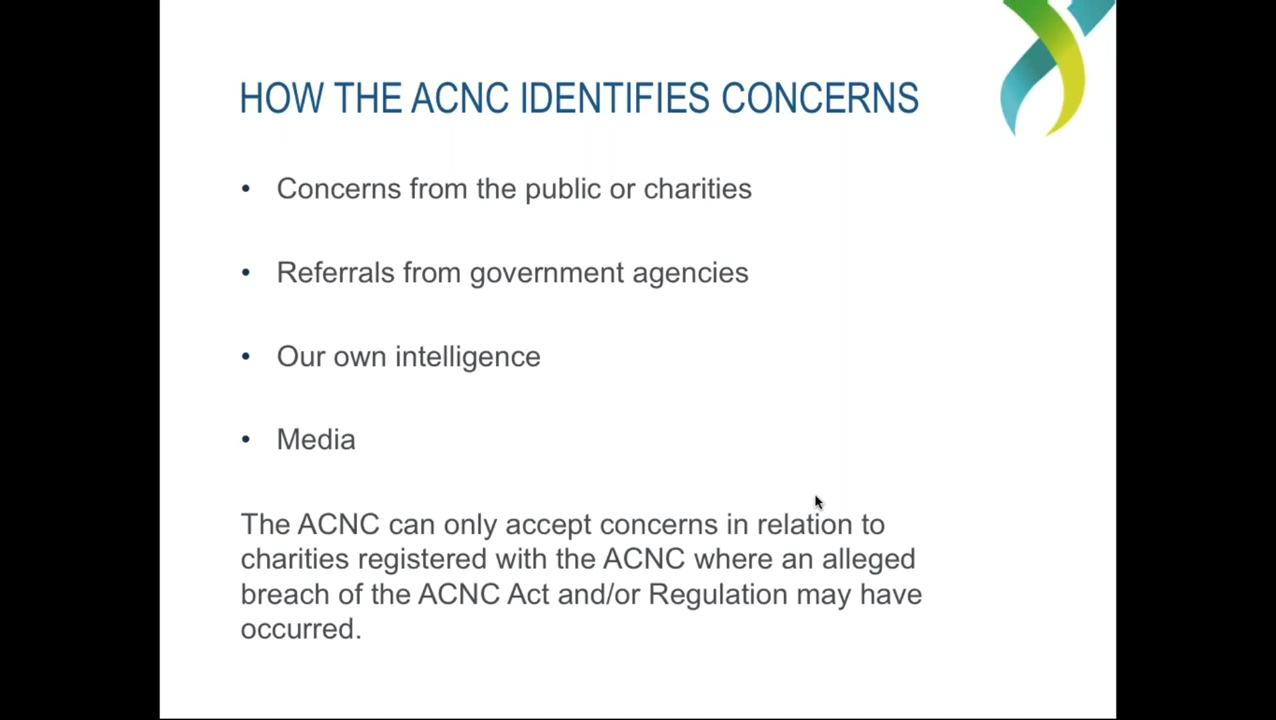 HOW THE ACNC IDENTIFIES CONCERNS
• Concerns from the public or charities
• Referrals from government agencies
• Our own intelligence
• Media
The ACNC can only accept concerns in relation to
charities registered with the ACNC where an alleged
breach of the ACNC Act and/or Regulation may have
occurred.